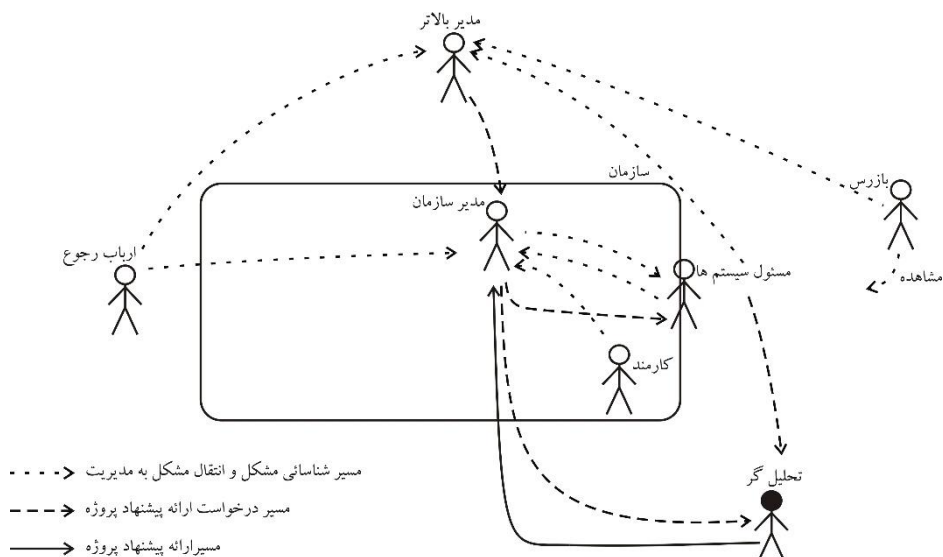 مدیر بالاتر
سازمان
بازرس
مدیر سازمان
ارباب رجوع
مسئول سیستم ها
مشاهده
کارمند
مسیر شناسائی مشکل و انتقال مشکل به مدیریت
تحلیل گر
مسیر درخواست ارائه پیشنهاد پروژه
مسیرارائه پیشنهاد پروژه